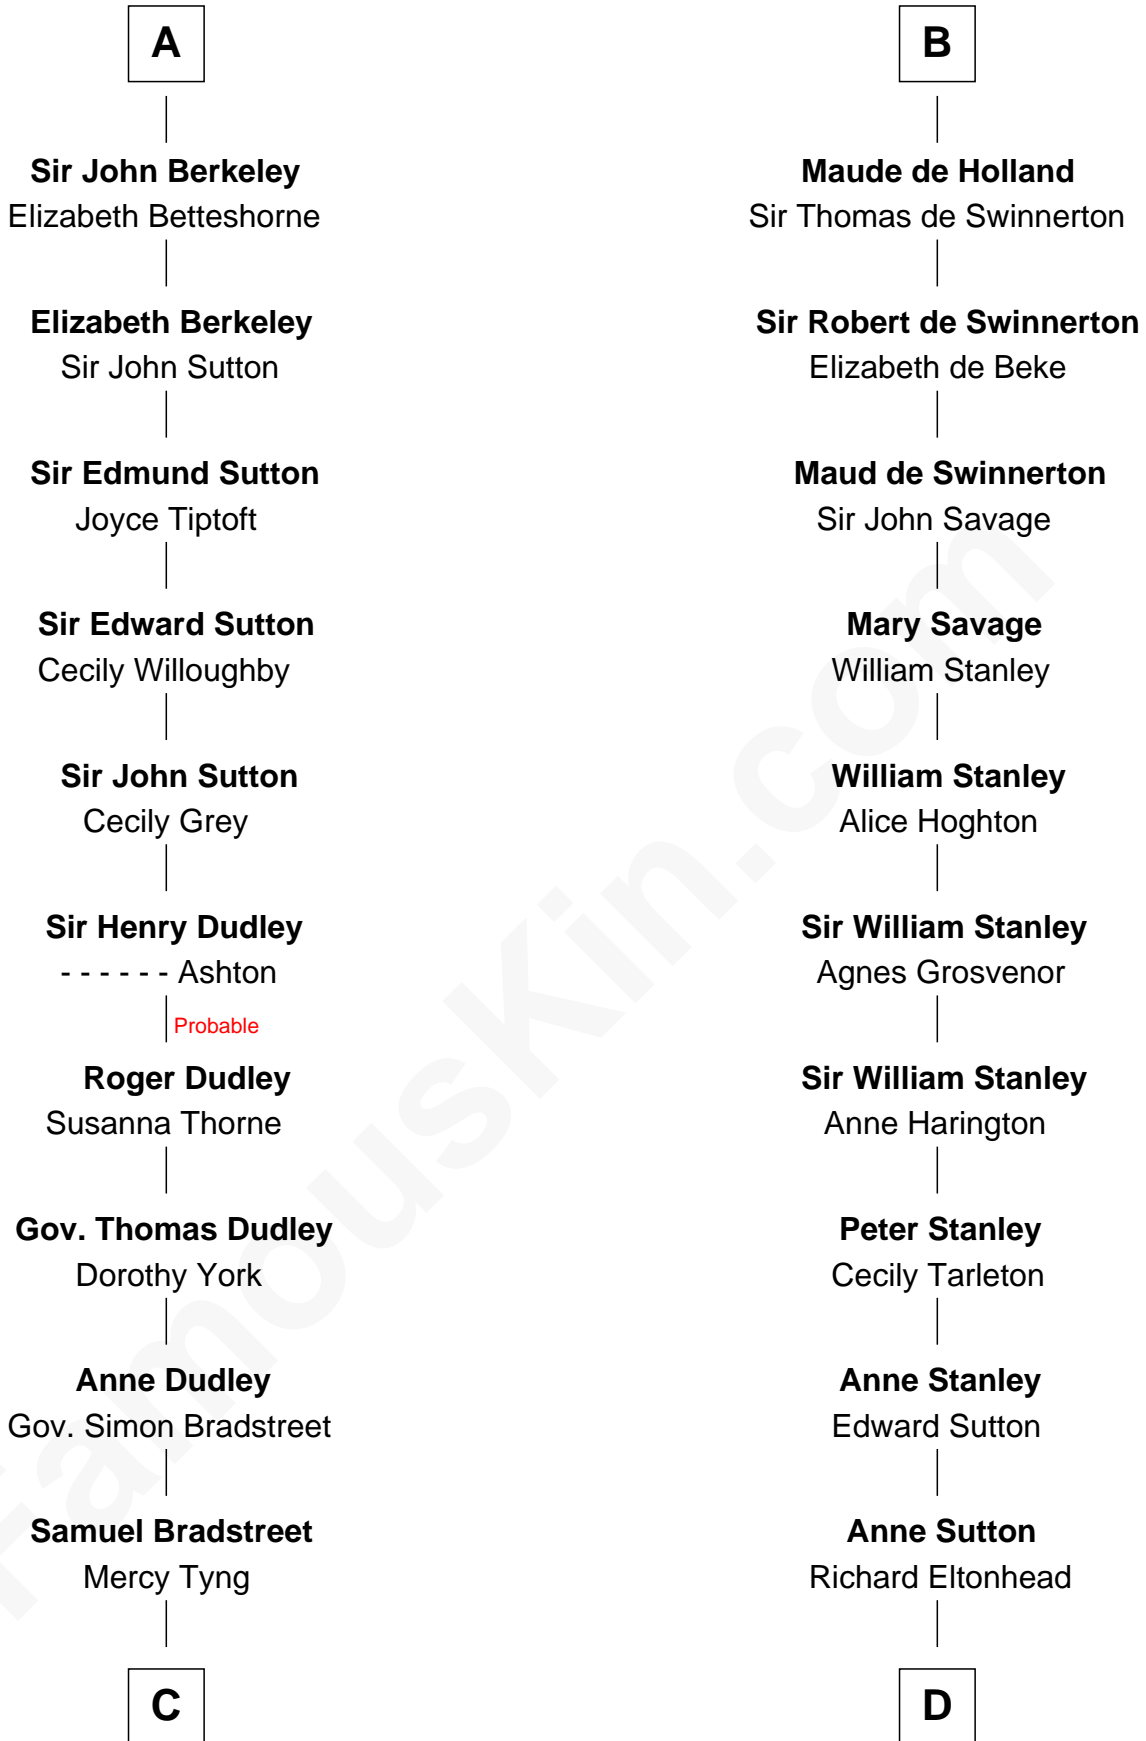 A
Sir John Berkeley
Elizabeth Betteshorne
Elizabeth Berkeley
Sir John Sutton
Sir Edmund Sutton
Joyce Tiptoft
Sir Edward Sutton
Cecily Willoughby
Sir John Sutton
Cecily Grey
Sir Henry Dudley
- - - - - - Ashton
Probable
Roger Dudley
Susanna Thorne
Gov. Thomas Dudley
Dorothy York
Anne Dudley
Gov. Simon Bradstreet
Samuel Bradstreet
Mercy Tyng
C
B
Maude de Holland
Sir Thomas de Swinnerton
Sir Robert de Swinnerton
Elizabeth de Beke
Maud de Swinnerton
Sir John Savage
Mary Savage
William Stanley
William Stanley
Alice Hoghton
Sir William Stanley
Agnes Grosvenor
Sir William Stanley
Anne Harington
Peter Stanley
Cecily Tarleton
Anne Stanley
Edward Sutton
Anne Sutton
Richard Eltonhead
D
FamousKin.com